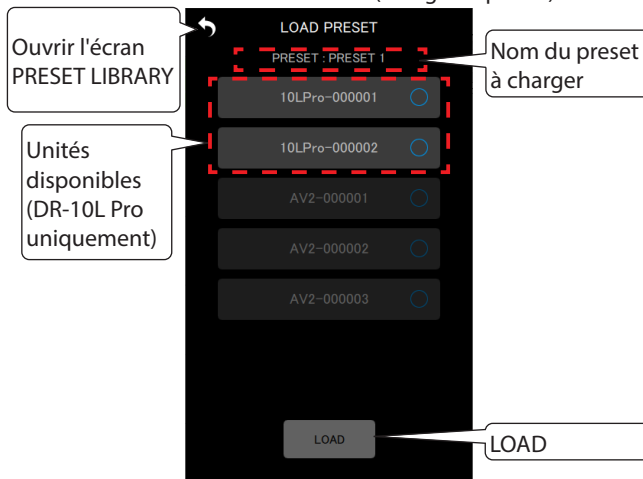 LOAD PRESET
Ouvrir l'écran
PRESET LIBRARY
PRESET : PRESET 1
Nom du preset
à charger
10LPro-000001
10LPro-000002
Unités
disponibles
(DR-10L Pro
uniquement)
AV2-000001
AV2-000002
AV2-000003
LOAD
LOAD